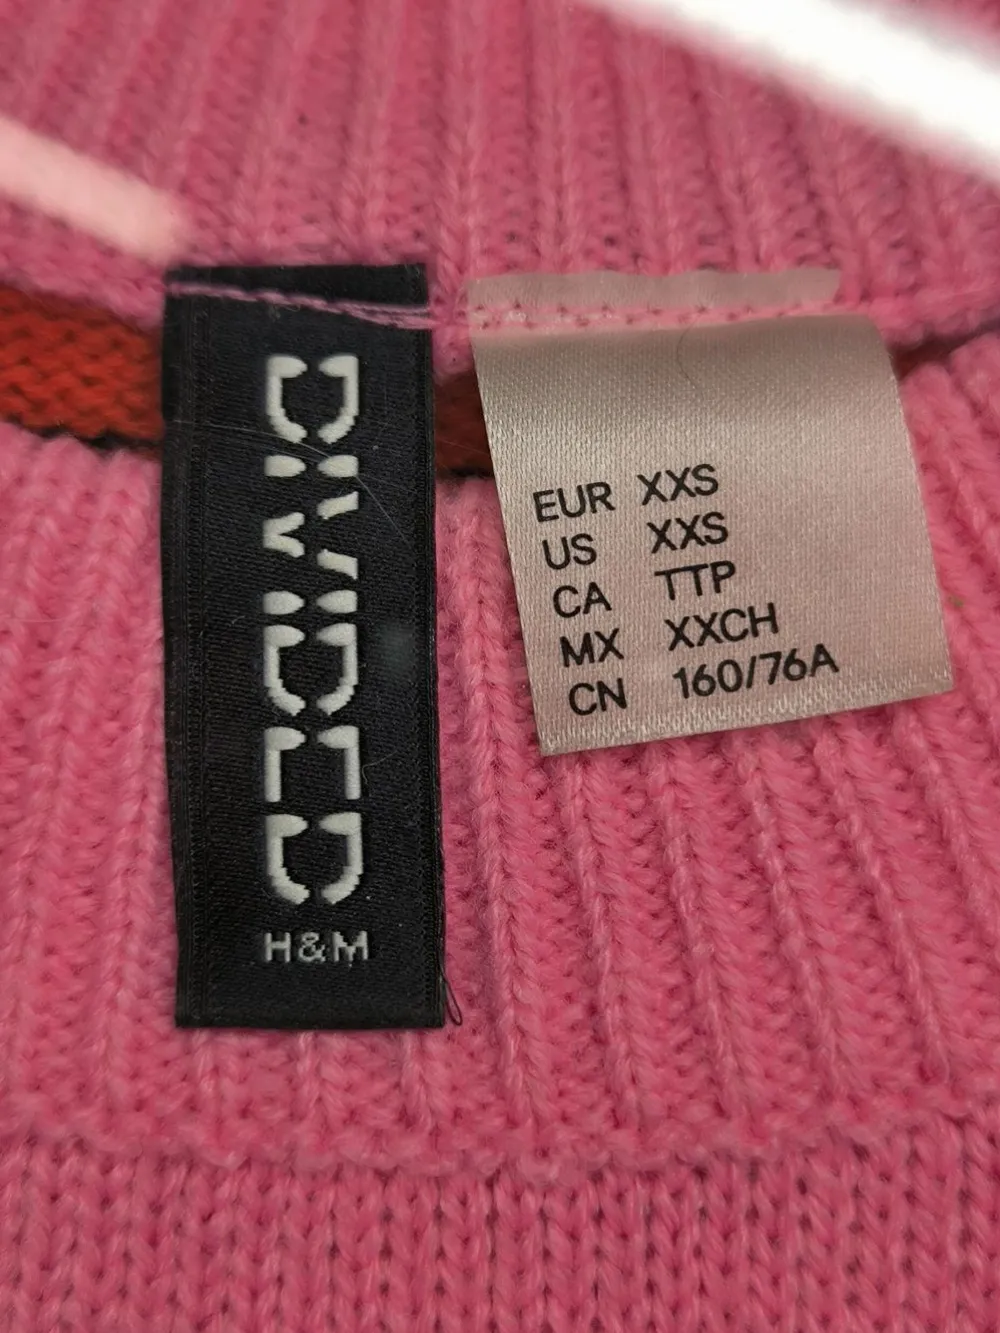 DIVIDED
H&M
EUR XXS
US XXS
CA TTP
MX XXCH
CN 160/76A